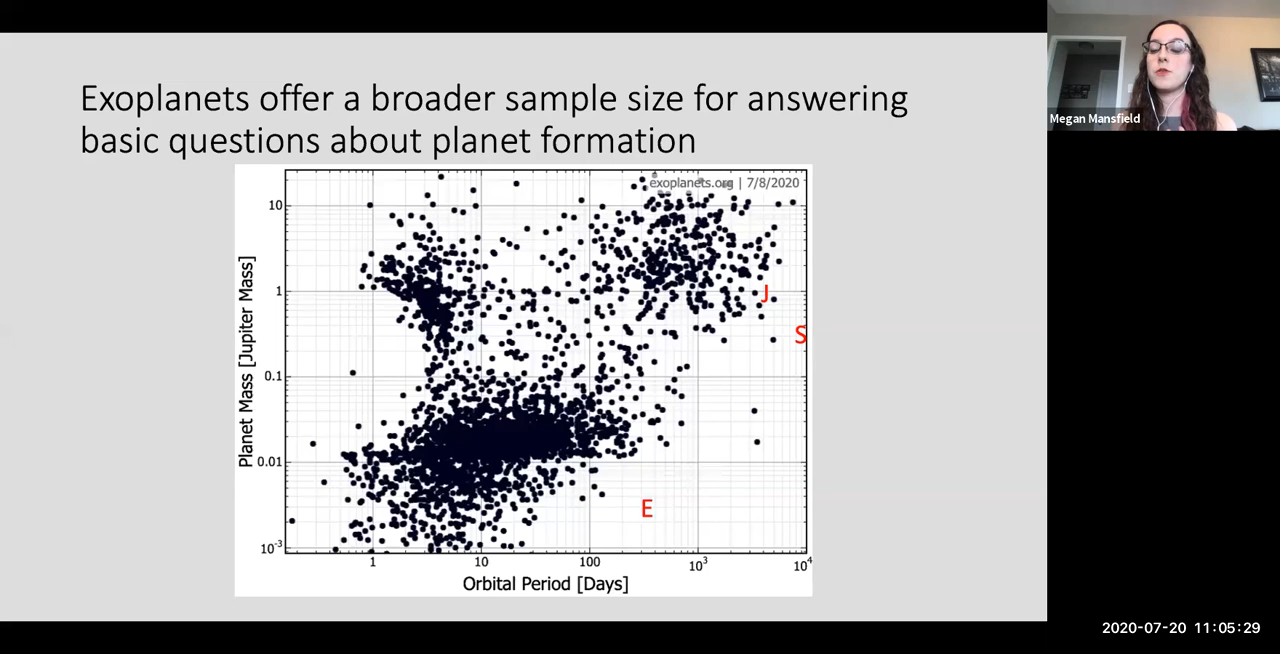 Exoplanets offer a broader sample size for answering
basic questions about planet formation
exoplanets.org | 7/8/2020
Planet Mass [Jupiter Mass]
10
1
0.1
0.01
10-3
J
S
E
1
10
100
10³
10⁴
Orbital Period [Days]
Megan Mansfield
2020-07-20 11:05:29